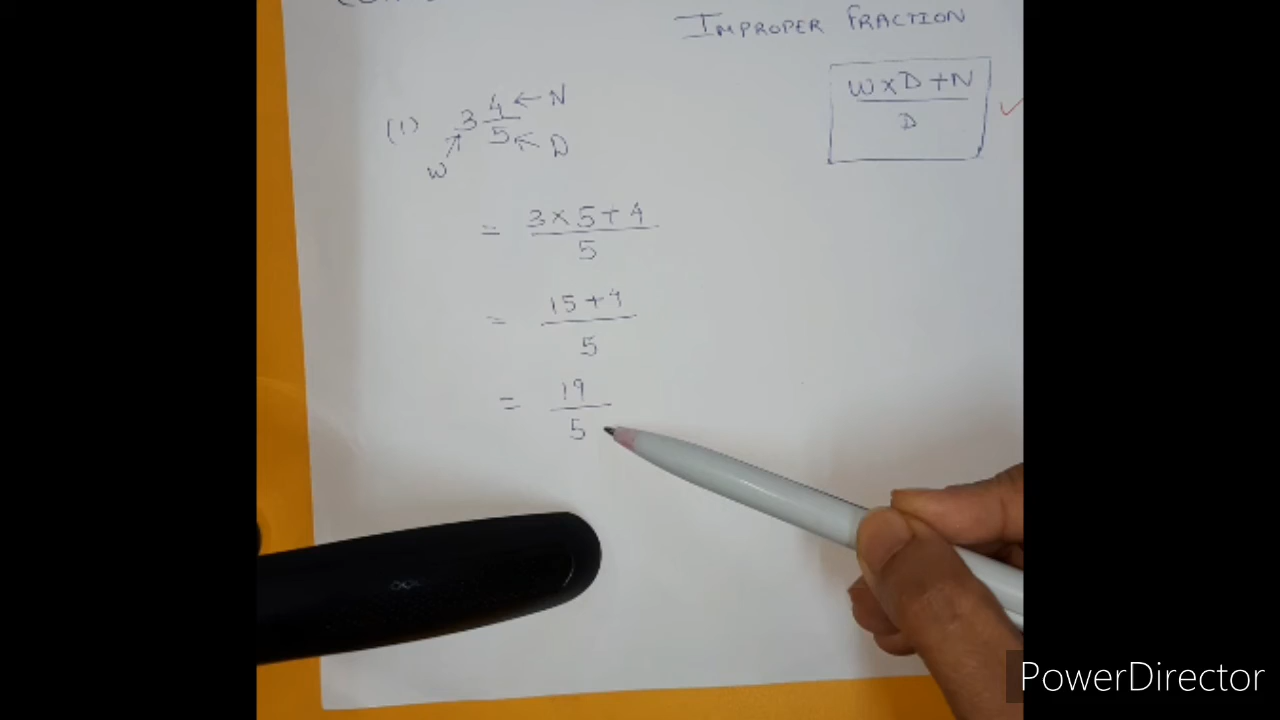 IMPROPER FRACTION
W×D+N
D
(1) 3 4/5
← N
← D
W
= 3×5+4
5
= 15+4
5
= 19
5
PowerDirector